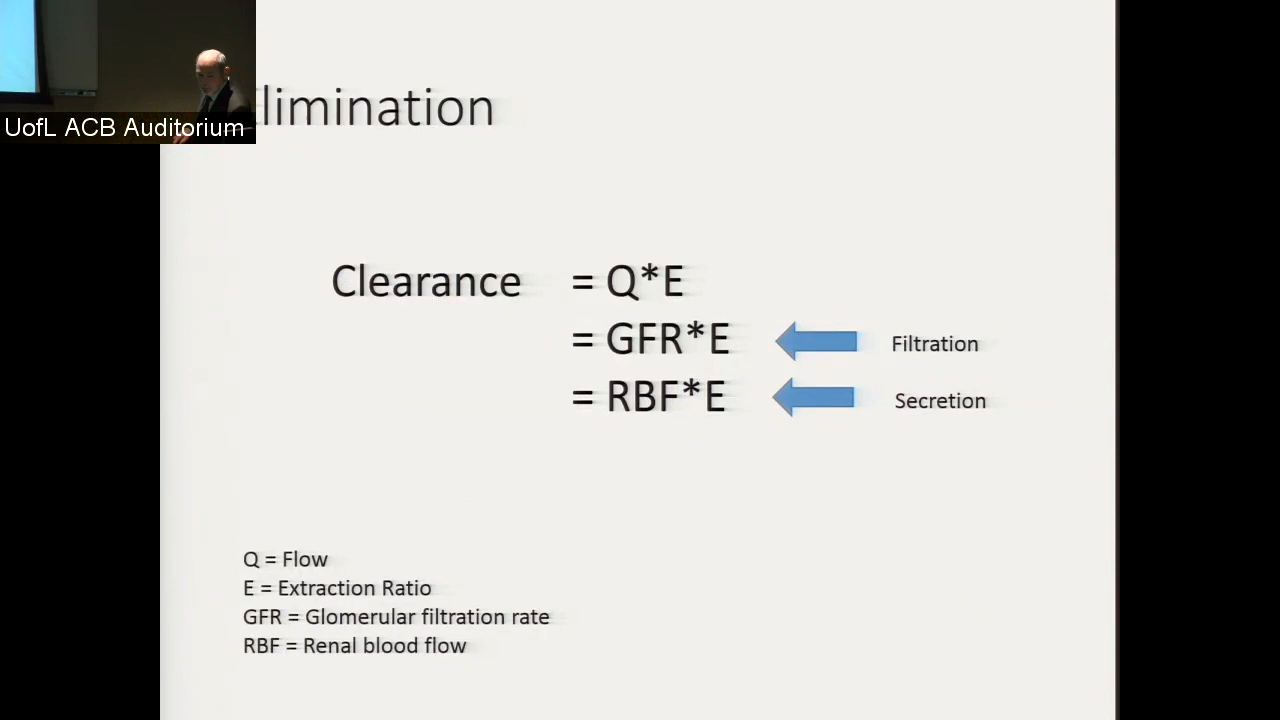 UofL ACB Auditorium
limination
Clearance = Q*E
= GFR*E Filtration
= RBF*E Secretion
Q = Flow
E = Extraction Ratio
GFR = Glomerular filtration rate
RBF = Renal blood flow